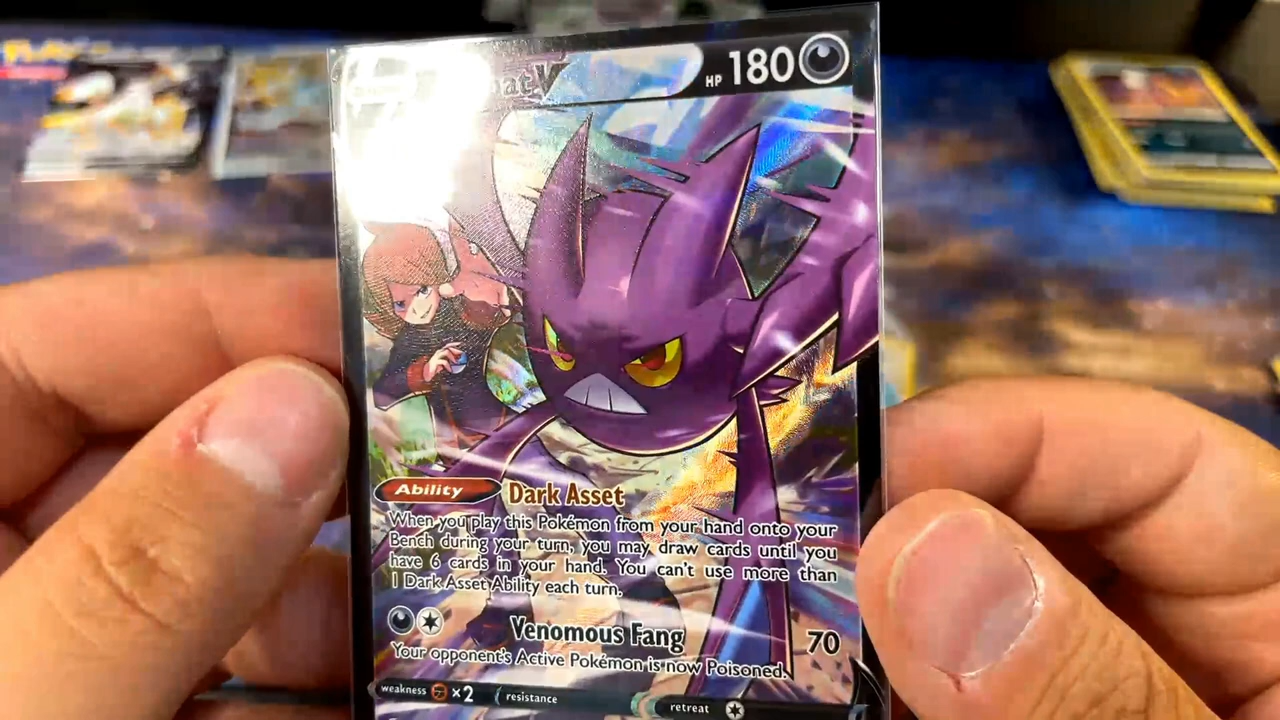 HP 180
Ability Dark Asset
When you play this Pokémon from your hand onto your
Bench during your turn, you may draw cards until you
have 6 cards in your hand. You can't use more than
1 Dark Asset Ability each turn.
Venomous Fang 70
Your opponent's Active Pokémon is now Poisoned.
weakness ×2 resistance retreat